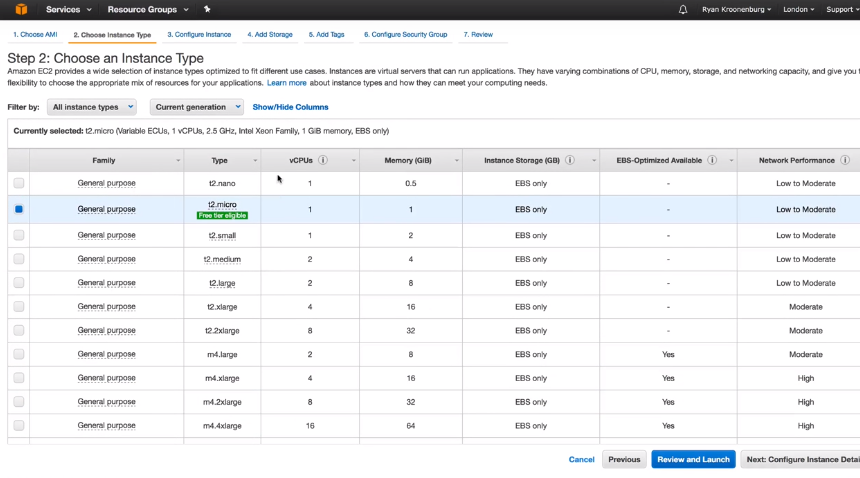 Services Resource Groups Ryan Kroonenburg London Support
1. Choose AMI 2. Choose Instance Type 3. Configure Instance 4. Add Storage 5. Add Tags 6. Configure Security Group 7. Review
Step 2: Choose an Instance Type
Amazon EC2 provides a wide selection of instance types optimized to fit different use cases. Instances are virtual servers that can run applications. They have varying combinations of CPU, memory, storage, and networking capacity, and give you t
flexibility to choose the appropriate mix of resources for your applications. Learn more about instance types and how they can meet your computing needs.
Filter by: All instance types Current generation Show/Hide Columns
Currently selected: t2.micro (Variable ECUs, 1 vCPUs, 2.5 GHz, Intel Xeon Family, 1 GiB memory, EBS only)
Family Type vCPUs Memory (GiB) Instance Storage (GB) EBS-Optimized Available Network Performance
General purpose t2.nano 1 0.5 EBS only - Low to Moderate
General purpose t2.micro 1 1 EBS only - Low to Moderate
Free tier eligible
General purpose t2.small 1 2 EBS only - Low to Moderate
General purpose t2.medium 2 4 EBS only - Low to Moderate
General purpose t2.large 2 8 EBS only - Low to Moderate
General purpose t2.xlarge 4 16 EBS only - Moderate
General purpose t2.2xlarge 8 32 EBS only - Moderate
General purpose m4.large 2 8 EBS only Yes Moderate
General purpose m4.xlarge 4 16 EBS only Yes High
General purpose m4.2xlarge 8 32 EBS only Yes High
General purpose m4.4xlarge 16 64 EBS only Yes High
Cancel Previous Review and Launch Next: Configure Instance Detai